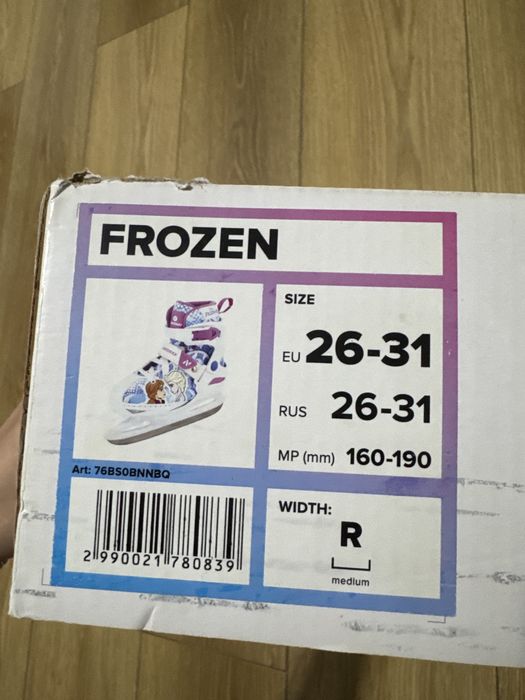 FROZEN
SIZE
EU 26-31
RUS 26-31
MP (mm) 160-190
Art: 76BS0BNNBQ
2 990021 780839
WIDTH:
R
medium